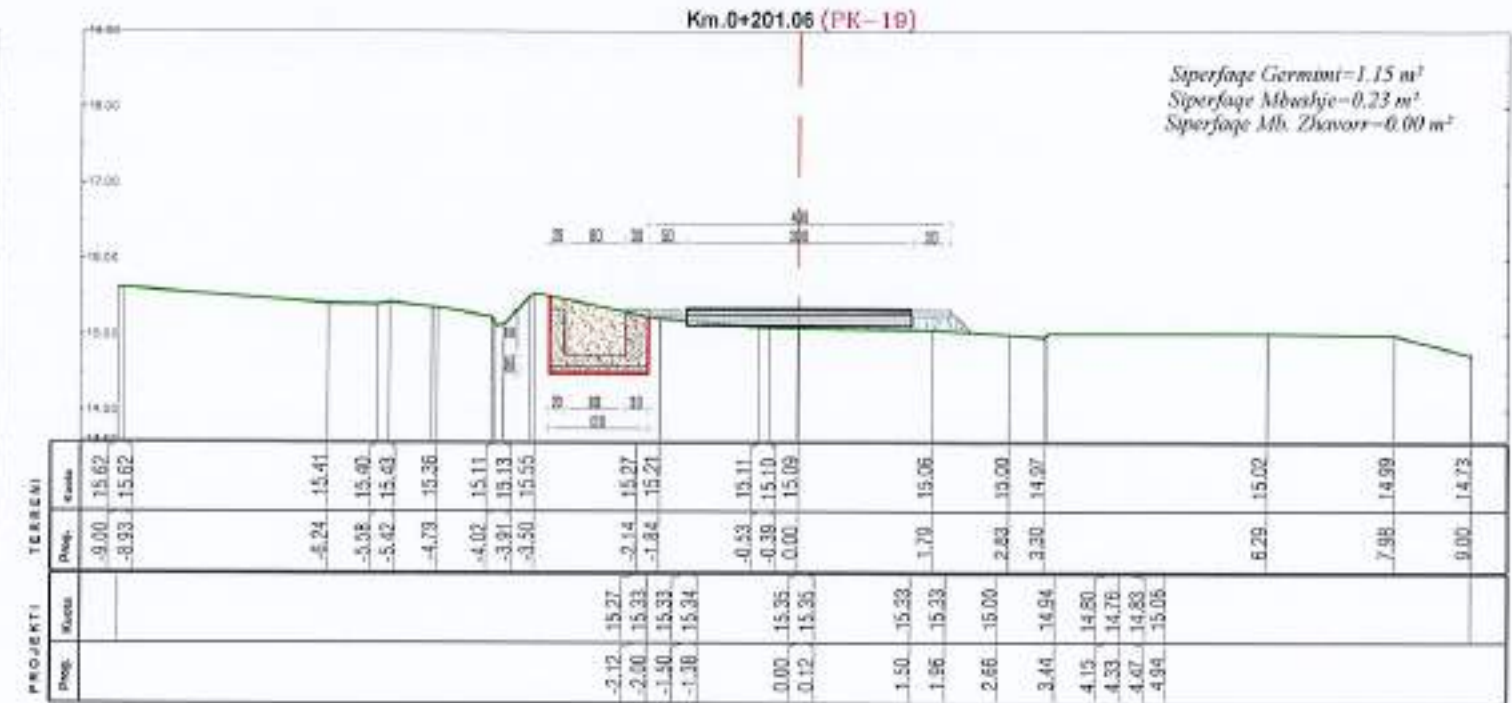 Km.0+201.06 (PK-19)
Siperfaqe Germimi=1.15 m²
Siperfaqe Mbushje=0.23 m²
Siperfaqe Mb. Zhavorr=0.00 m²
18.00
17.00
16.00
15.00
14.00
400
TERRENI
Kuota 15.62 15.62 15.41 15.40 15.43 15.36 15.11 15.13 15.55 15.27 15.21 15.11 15.10 15.09 15.06 15.00 14.97 15.02 14.99 14.73
Prog. -9.00 -8.93 -6.24 -5.58 -5.42 -4.79 -4.02 -3.91 -3.50 -2.14 -1.84 -0.53 -0.39 0.00 1.79 2.83 3.30 6.29 7.98 9.00
PROJEKTI
Kuota 15.27 15.33 15.33 15.34 15.35 15.35 15.33 15.33 15.00 14.94 14.80 14.76 14.83 15.06
Prog. -2.12 -2.00 -1.50 -1.38 0.00 0.12 1.50 1.96 2.66 3.44 4.15 4.33 4.47 4.94